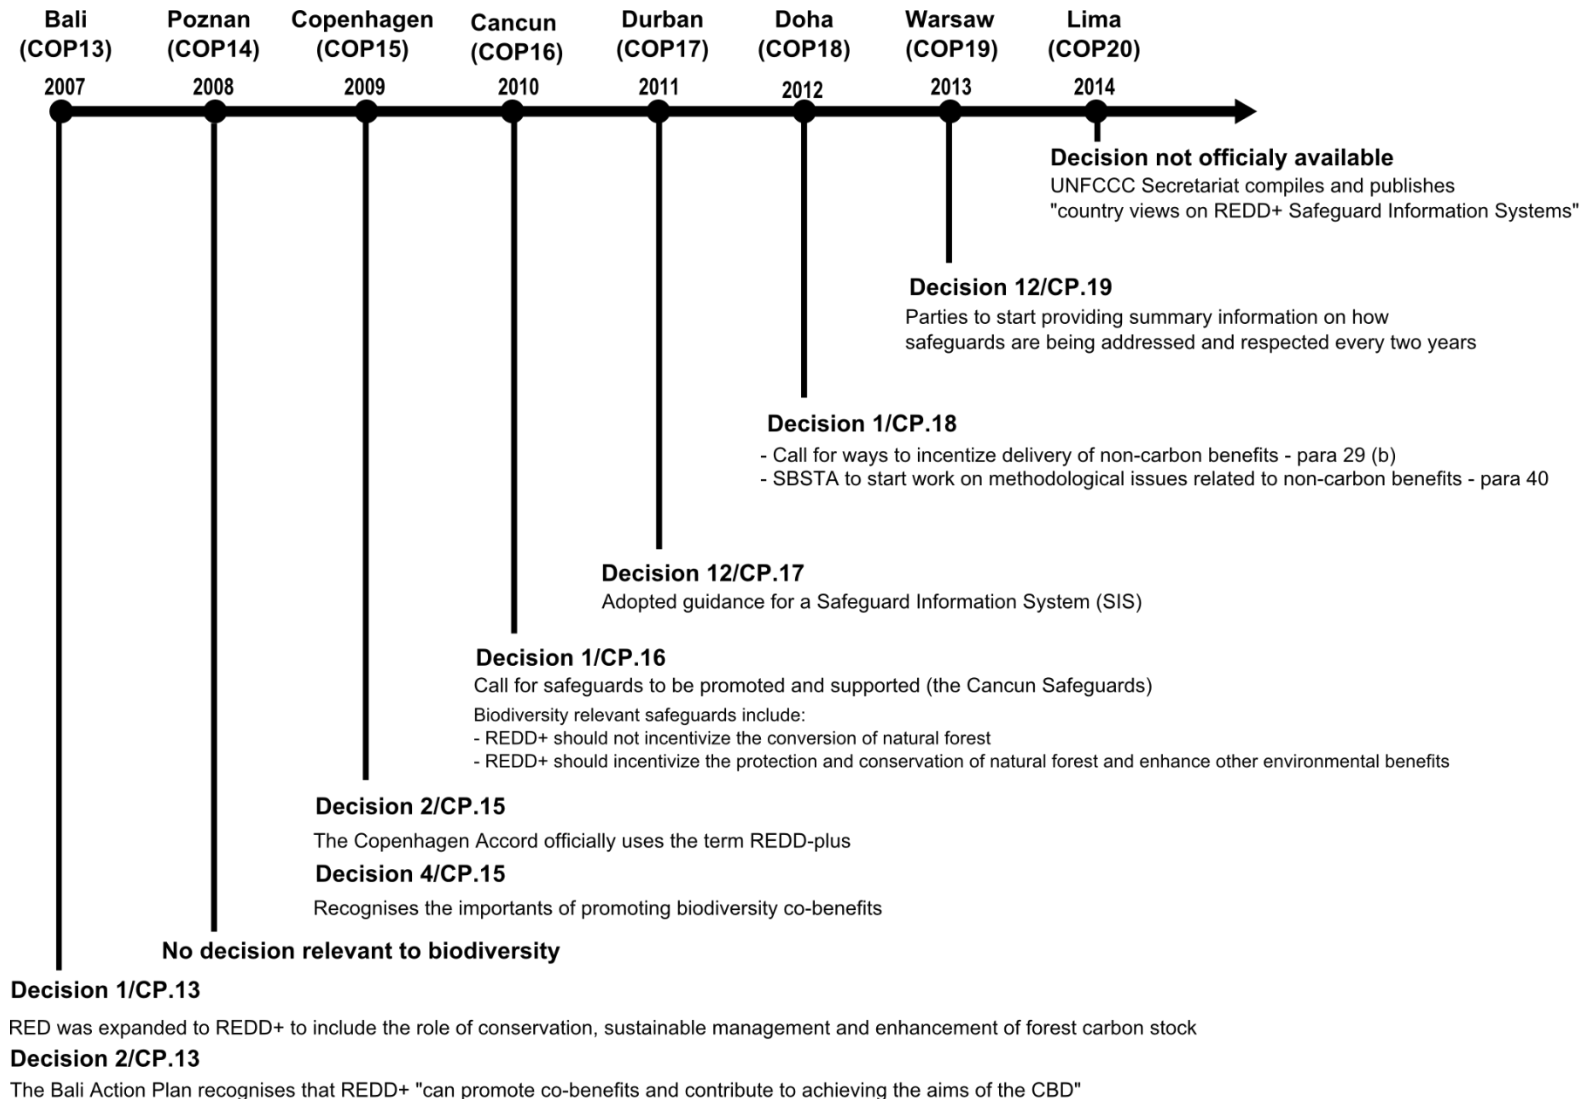 Bali
(COP13)
2007
Poznan
(COP14)
2008
Copenhagen
(COP15)
2009
Cancun
(COP16)
2010
Durban
(COP17)
2011
Doha
(COP18)
2012
Warsaw
(COP19)
2013
Lima
(COP20)
2014
Decision not officialy available
UNFCCC Secretariat compiles and publishes
"country views on REDD+ Safeguard Information Systems"
Decision 12/CP.19
Parties to start providing summary information on how
safeguards are being addressed and respected every two years
Decision 1/CP.18
- Call for ways to incentize delivery of non-carbon benefits - para 29 (b)
- SBSTA to start work on methodological issues related to non-carbon benefits - para 40
Decision 12/CP.17
Adopted guidance for a Safeguard Information System (SIS)
Decision 1/CP.16
Call for safeguards to be promoted and supported (the Cancun Safeguards)
Biodiversity relevant safeguards include:
- REDD+ should not incentivize the conversion of natural forest
- REDD+ should incentivize the protection and conservation of natural forest and enhance other environmental benefits
Decision 2/CP.15
The Copenhagen Accord officially uses the term REDD-plus
Decision 4/CP.15
Recognises the importants of promoting biodiversity co-benefits
No decision relevant to biodiversity
Decision 1/CP.13
RED was expanded to REDD+ to include the role of conservation, sustainable management and enhancement of forest carbon stock
Decision 2/CP.13
The Bali Action Plan recognises that REDD+ "can promote co-benefits and contribute to achieving the aims of the CBD"